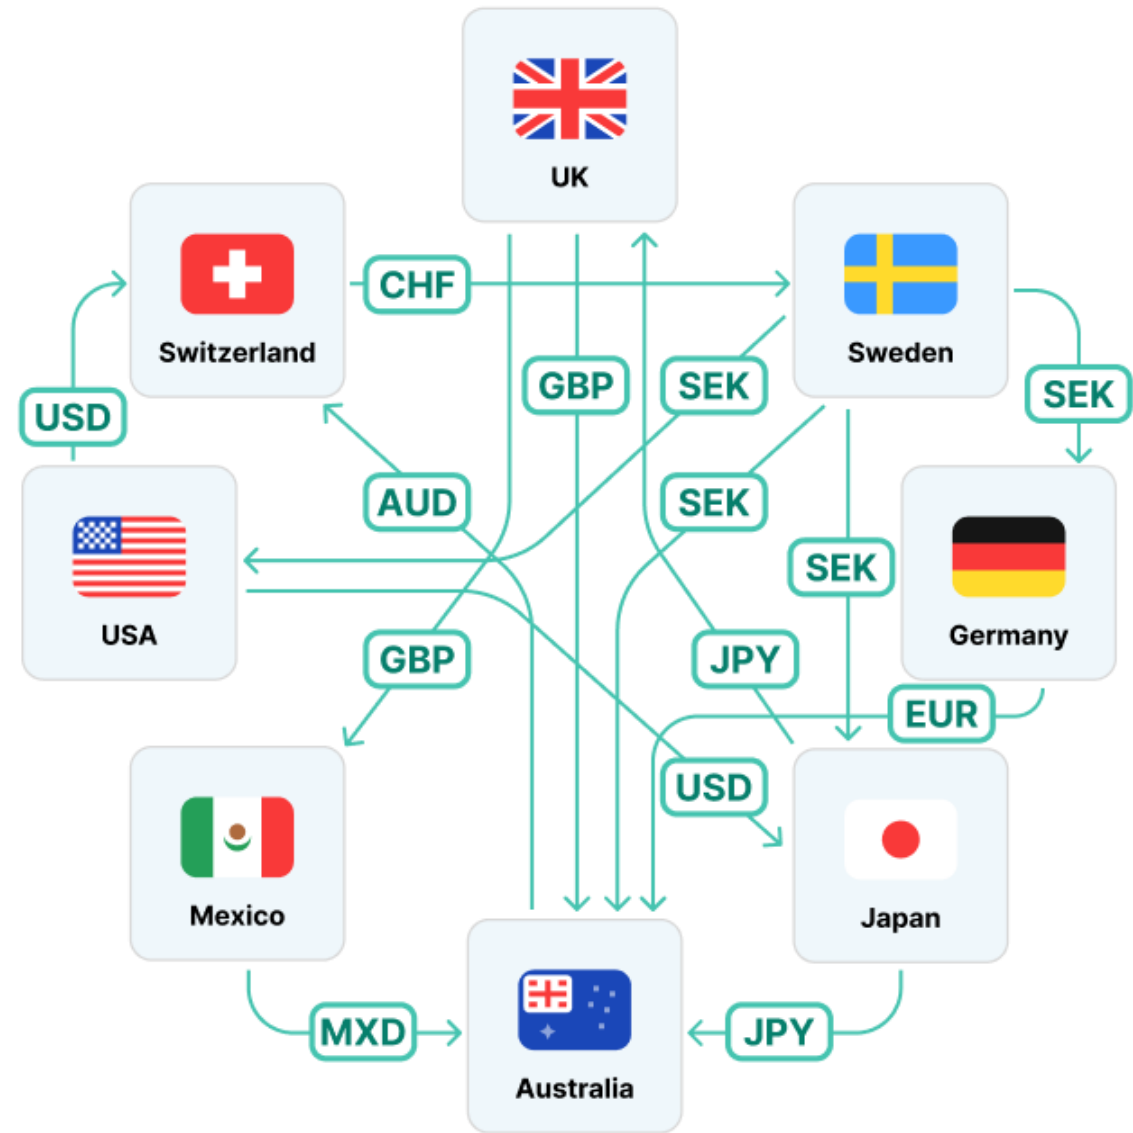 UK
Switzerland
CHF
Sweden
GBP
SEK
SEK
USD
AUD
SEK
SEK
USA
Germany
GBP
JPY
EUR
USD
Mexico
Japan
MXD
JPY
Australia